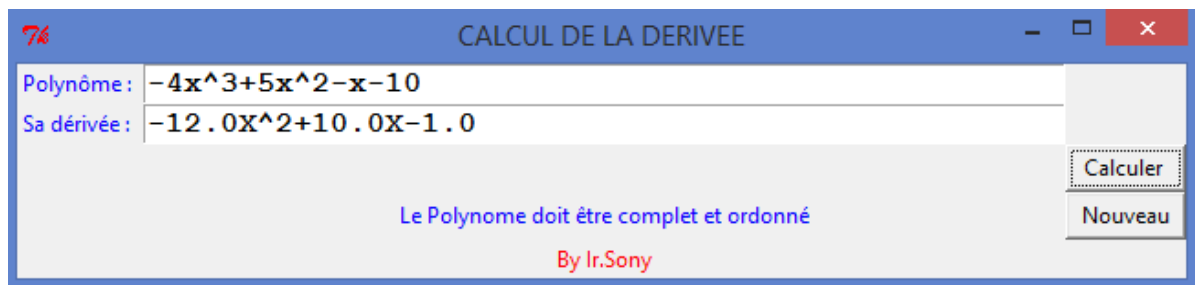 CALCUL DE LA DERIVEE
Polynôme : -4x^3+5x^2-x-10
Sa dérivée : -12.0X^2+10.0X-1.0
Calculer
Le Polynome doit être complet et ordonné
Nouveau
By Ir.Sony